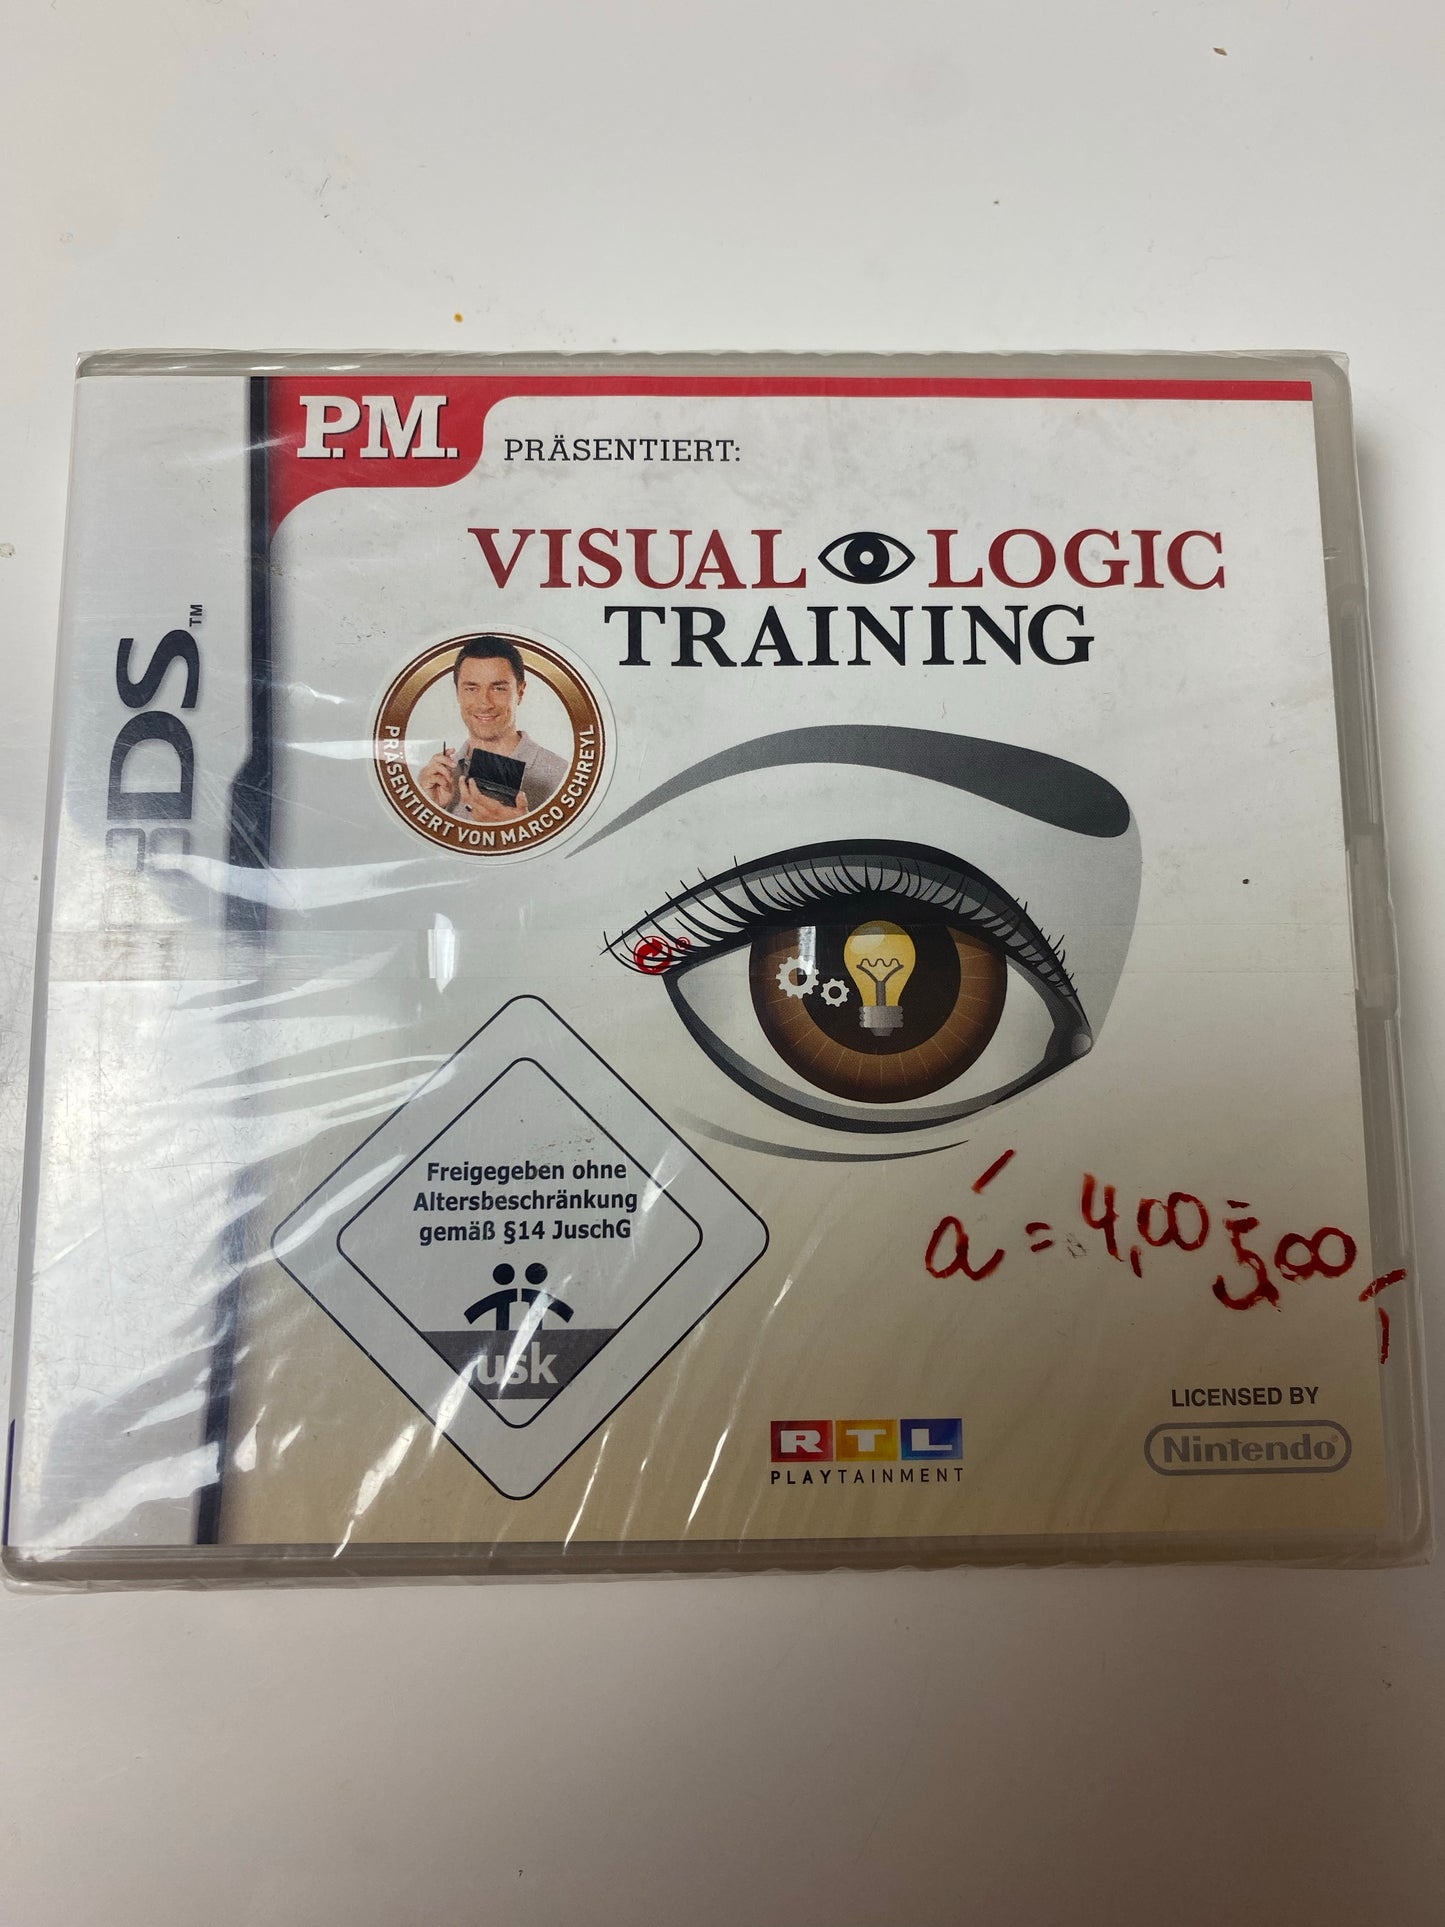 P.M. PRÄSENTIERT:
VISUAL LOGIC
TRAINING
DS™
PRÄSENTIERT VON MARCO SCHREYL
Freigegeben ohne
Altersbeschränkung
gemäß §14 JuschG
usk
á = 4,00 5,00
RTL
PLAYTAINMENT
LICENSED BY
Nintendo®